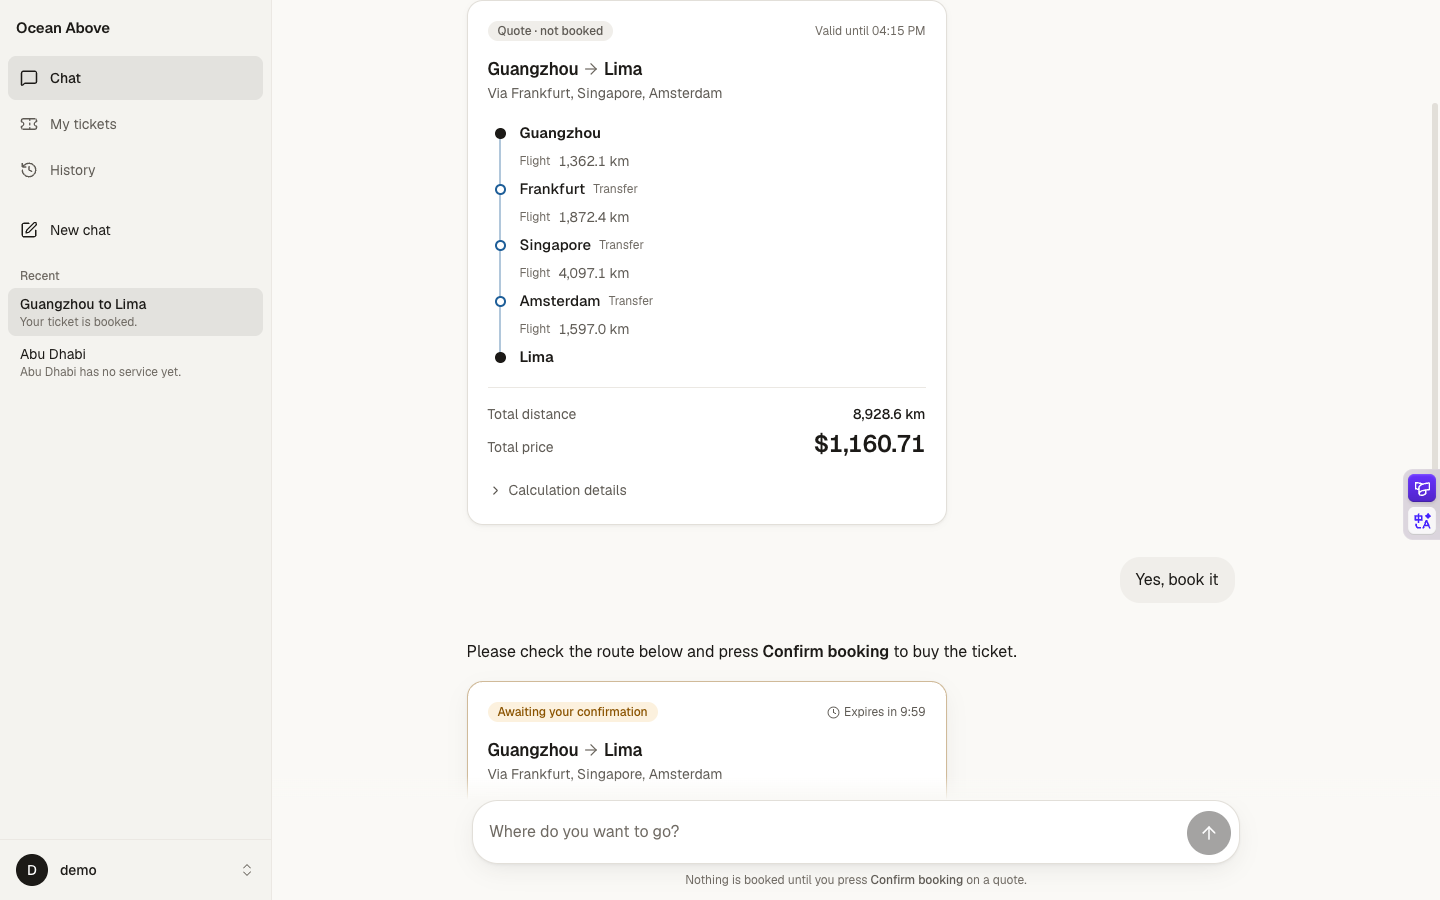 Ocean Above
Chat
My tickets
History
New chat
Recent
Guangzhou to Lima
Your ticket is booked.
Abu Dhabi
Abu Dhabi has no service yet.
D
demo
Quote · not booked
Valid until 04:15 PM
Guangzhou → Lima
Via Frankfurt, Singapore, Amsterdam
Guangzhou
Flight 1,362.1 km
Frankfurt Transfer
Flight 1,872.4 km
Singapore Transfer
Flight 4,097.1 km
Amsterdam Transfer
Flight 1,597.0 km
Lima
Total distance 8,928.6 km
Total price $1,160.71
Calculation details
Yes, book it
Please check the route below and press Confirm booking to buy the ticket.
Awaiting your confirmation
Expires in 9:59
Guangzhou → Lima
Via Frankfurt, Singapore, Amsterdam
Where do you want to go?
Nothing is booked until you press Confirm booking on a quote.
中A